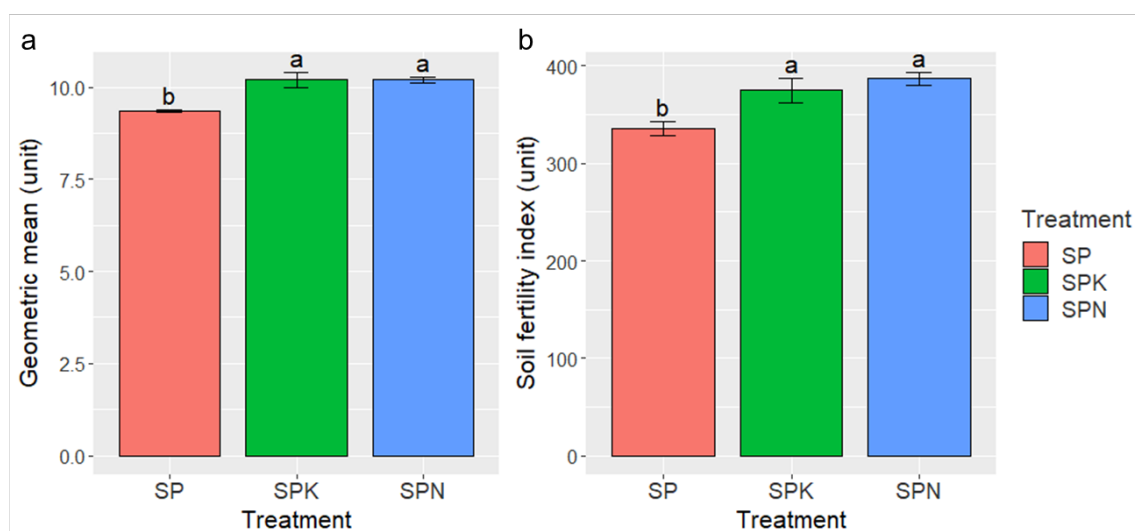 a
Geometric mean (unit)
10.0
7.5
5.0
2.5
0.0
b
a
a
SP
SPK
SPN
Treatment
b
Soil fertility index (unit)
400
300
200
100
0
b
a
a
SP
SPK
SPN
Treatment
Treatment
SP
SPK
SPN